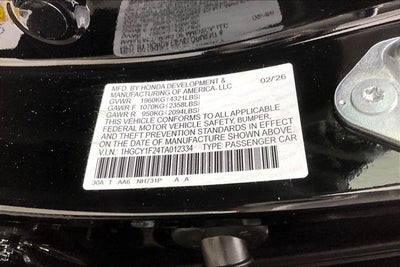 MFD. BY HONDA DEVELOPMENT & 02/26
MANUFACTURING OF AMERICA, LLC
GVWR 1960KG(4321LBS)
GAWR F 1070KG(2358LBS)
GAWR R 950KG(2094LBS)
THIS VEHICLE CONFORMS TO ALL APPLICABLE
FEDERAL MOTOR VEHICLE SAFETY, BUMPER,
AND THEFT PREVENTION STANDARDS IN EFFECT
ON THE DATE OF MANUFACTURE SHOWN ABOVE.
V.I.N: 1HGCY1F24TA012334 TYPE PASSENGER CAR
30A T AA6 NH731P A A